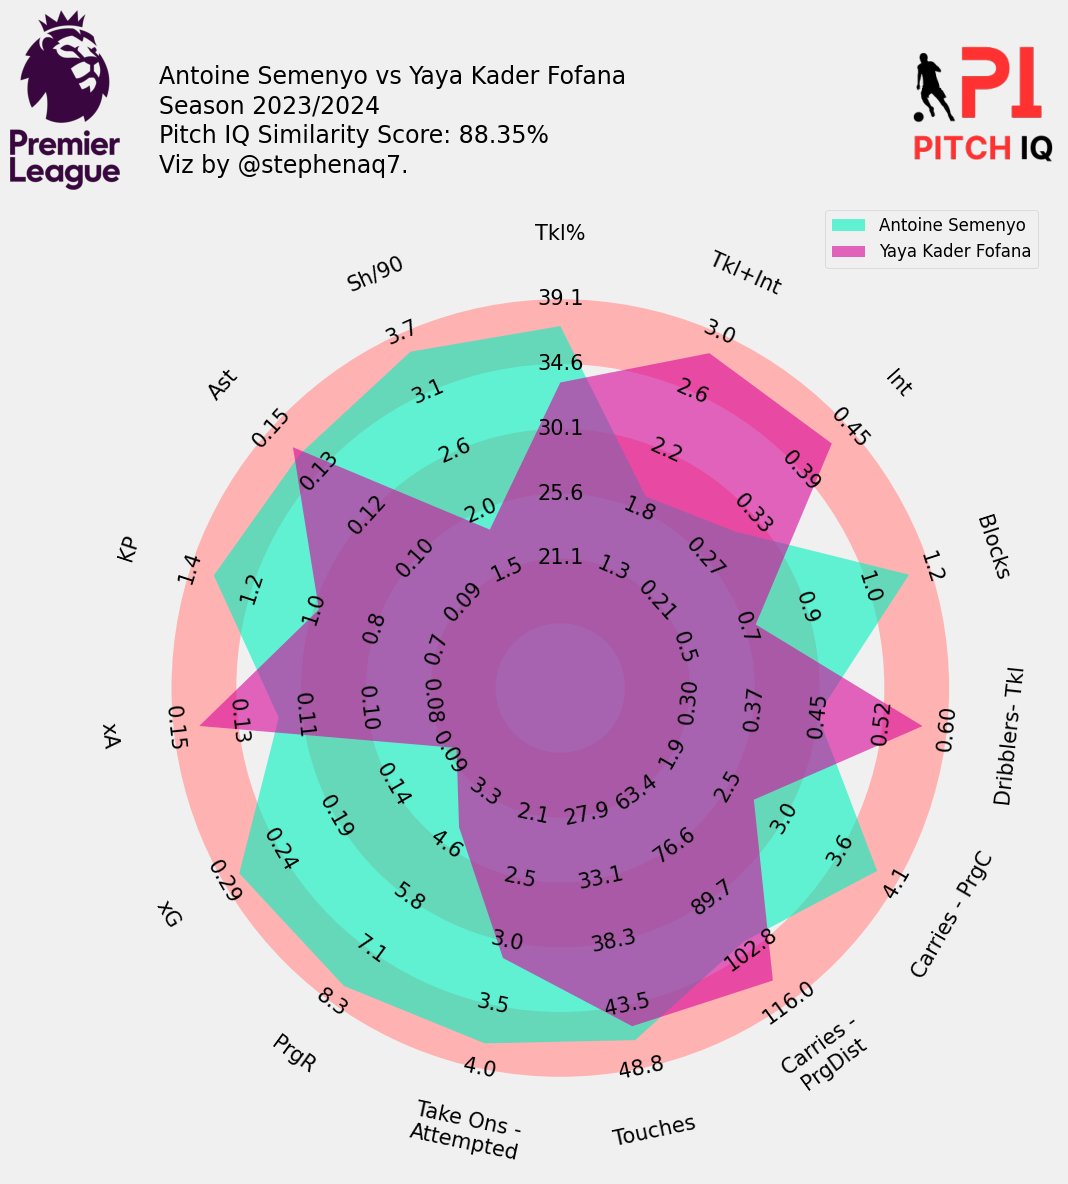 Antoine Semenyo vs Yaya Kader Fofana
Season 2023/2024
Pitch IQ Similarity Score: 88.35%
Viz by @stephenaq7.
Premier
League
PI
PITCH IQ
Antoine Semenyo
Yaya Kader Fofana
Tkl%
39.1
34.6
30.1
25.6
21.1
Tkl+Int
3.0
2.6
2.2
1.8
1.3
Int
0.45
0.39
0.33
0.27
0.21
Blocks
1.2
1.0
0.9
0.7
0.5
Dribblers- Tkl
0.60
0.52
0.45
0.37
0.30
Carries - PrgC
4.1
3.6
3.0
2.5
1.9
Carries -
PrgDist
116.0
102.8
89.7
76.6
63.4
Touches
48.8
43.5
38.3
33.1
27.9
Take Ons -
Attempted
4.0
3.5
3.0
2.5
2.1
PrgR
8.3
7.1
5.8
4.6
3.3
xG
0.29
0.24
0.19
0.14
0.09
xA
0.15
0.13
0.11
0.10
0.08
KP
1.4
1.2
1.0
0.8
0.7
Ast
0.15
0.13
0.12
0.10
0.09
Sh/90
3.7
3.1
2.6
2.0
1.5